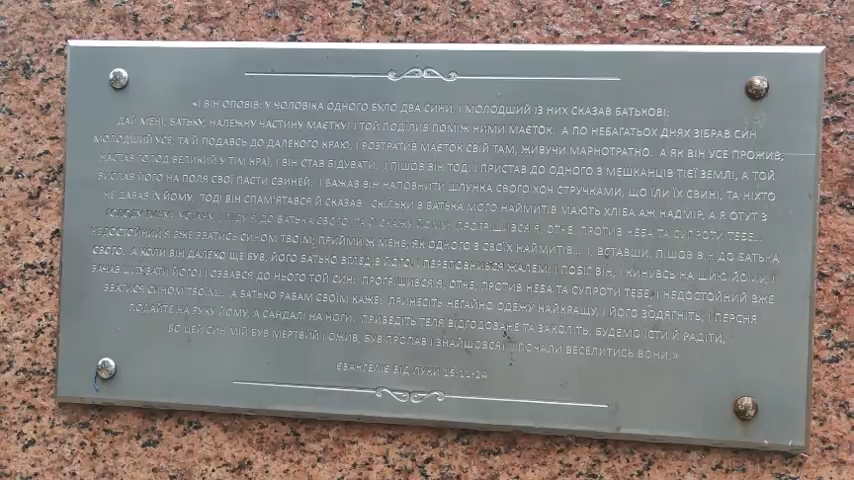 «І ВІН ОПОВІВ: У ЧОЛОВІКА ОДНОГО БУЛО ДВА СИНИ. І МОЛОДШИЙ ІЗ НИХ СКАЗАВ БАТЬКОВІ:
ДАЙ МЕНІ, БАТЬКУ, НАЛЕЖНУ ЧАСТИНУ МАЄТКУ! І ТОЙ ПОДІЛИВ ПОМІЖ НИМИ МАЄТОК. А ПО НЕБАГАТЬОХ ДНЯХ ЗІБРАВ СИН
МОЛОДШИЙ УСЕ, ТА Й ПОДАВСЬ ДО ДАЛЕКОГО КРАЮ, І РОЗТРАТИВ МАЄТОК СВІЙ ТАМ, ЖИВУЧИ МАРНОТРАТНО. А ЯК ВІН УСЕ ПРОЖИВ,
НАСТАВ ГОЛОД ВЕЛИКИЙ У ТІМ КРАЇ, І ВІН СТАВ БІДУВАТИ. І ПІШОВ ВІН ТОДІ, І ПРИСТАВ ДО ОДНОГО З МЕШКАНЦІВ ТІЄЇ ЗЕМЛІ, А ТОЙ
ВИСЛАВ ЙОГО НА ПОЛЯ СВОЇ ПАСТИ СВИНЕЙ. І БАЖАВ ВІН НАПОВНИТИ ШЛУНКА СВОГО ХОЧ СТРУЧКАМИ, ЩО ЇЛИ ЇХ СВИНІ, ТА НІХТО
НЕ ДАВАВ ЇХ ЙОМУ. ТОДІ ВІН СПАМ'ЯТАВСЯ Й СКАЗАВ: СКІЛЬКИ В БАТЬКА МОГО НАЙМИТІВ МАЮТЬ ХЛІБА АЖ НАДМІР, А Я ОТУТ З
ГОЛОДУ ГИНУ! УСТАНУ, І ПІДУ Я ДО БАТЬКА СВОГО, ТА Й СКАЖУ ЙОМУ: ПРОГРІШИВСЯ Я, ОТЧЕ, ПРОТИВ НЕБА ТА СУПРОТИ ТЕБЕ...
НЕДОСТОЙНИЙ Я ВЖЕ ЗВАТИСЬ СИНОМ ТВОЇМ; ПРИЙМИ Ж МЕНЕ, ЯК ОДНОГО З СВОЇХ НАЙМИТІВ... І, ВСТАВШИ, ПІШОВ ВІН ДО БАТЬКА
СВОГО. А КОЛИ ВІН ДАЛЕКО ЩЕ БУВ, ЙОГО БАТЬКО ВГЛЕДІВ ЙОГО, І ПЕРЕПОВНИВСЯ ЖАЛЕМ: І ПОБІГ ВІН, І КИНУВСЬ НА ШИЮ ЙОМУ, І
ЗАЧАВ ЦІЛУВАТИ ЙОГО! І ОЗВАВСЯ ДО НЬОГО ТОЙ СИН: ПРОГРІШИВСЯ Я, ОТЧЕ, ПРОТИВ НЕБА ТА СУПРОТИ ТЕБЕ, І НЕДОСТОЙНИЙ ВЖЕ
ЗВАТИСЯ СИНОМ ТВОЇМ... А БАТЬКО РАБАМ СВОЇМ КАЖЕ: ПРИНЕСІТЬ НЕГАЙНО ОДЕЖУ НАЙКРАЩУ, І ЙОГО ЗОДЯГНІТЬ, І ПЕРСНЯ
ПОДАЙТЕ НА РУКУ ЙОМУ, А САНДАЛІ НА НОГИ. ПРИВЕДІТЬ ТЕЛЯ ВІДГОДОВАНЕ ТА ЗАКОЛІТЬ, БУДЕМО ЇСТИ Й РАДІТИ,
БО ЦЕЙ СИН МІЙ БУВ МЕРТВИЙ І ОЖИВ, БУВ ПРОПАВ І ЗНАЙШОВСЯ! І ПОЧАЛИ ВЕСЕЛИТИСЬ ВОНИ.»
ЄВАНГЕЛІЄ ВІД ЛУКИ 15:11-24